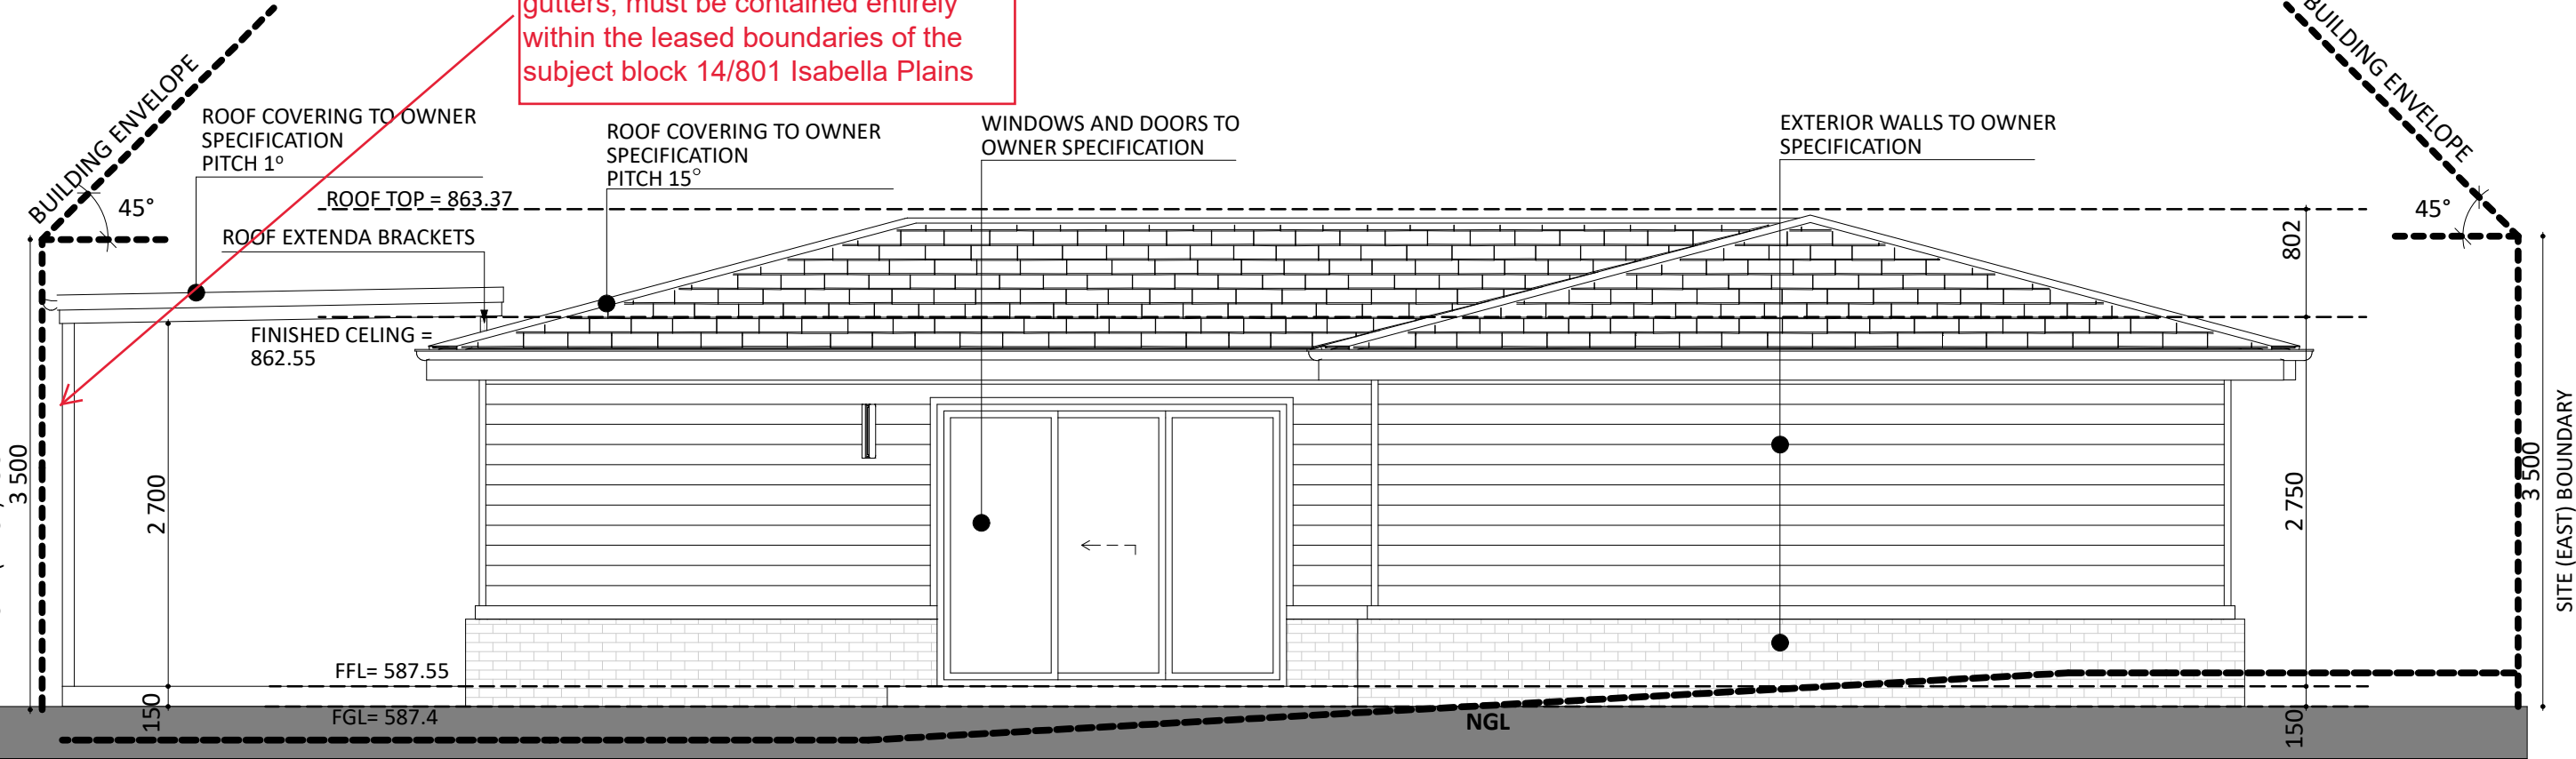 gutters, must be contained entirely
within the leased boundaries of the
subject block 14/801 Isabella Plains
BUILDING ENVELOPE
45°
ROOF COVERING TO OWNER
SPECIFICATION
PITCH 1º
ROOF TOP = 863.37
ROOF EXTENDA BRACKETS
FINISHED CELING =
862.55
ROOF COVERING TO OWNER
SPECIFICATION
PITCH 15°
WINDOWS AND DOORS TO
OWNER SPECIFICATION
EXTERIOR WALLS TO OWNER
SPECIFICATION
BUILDING ENVELOPE
45°
802
3 500
2 700
2 750
3 500
SITE (EAST) BOUNDARY
FFL= 587.55
FGL= 587.4
150
NGL
150